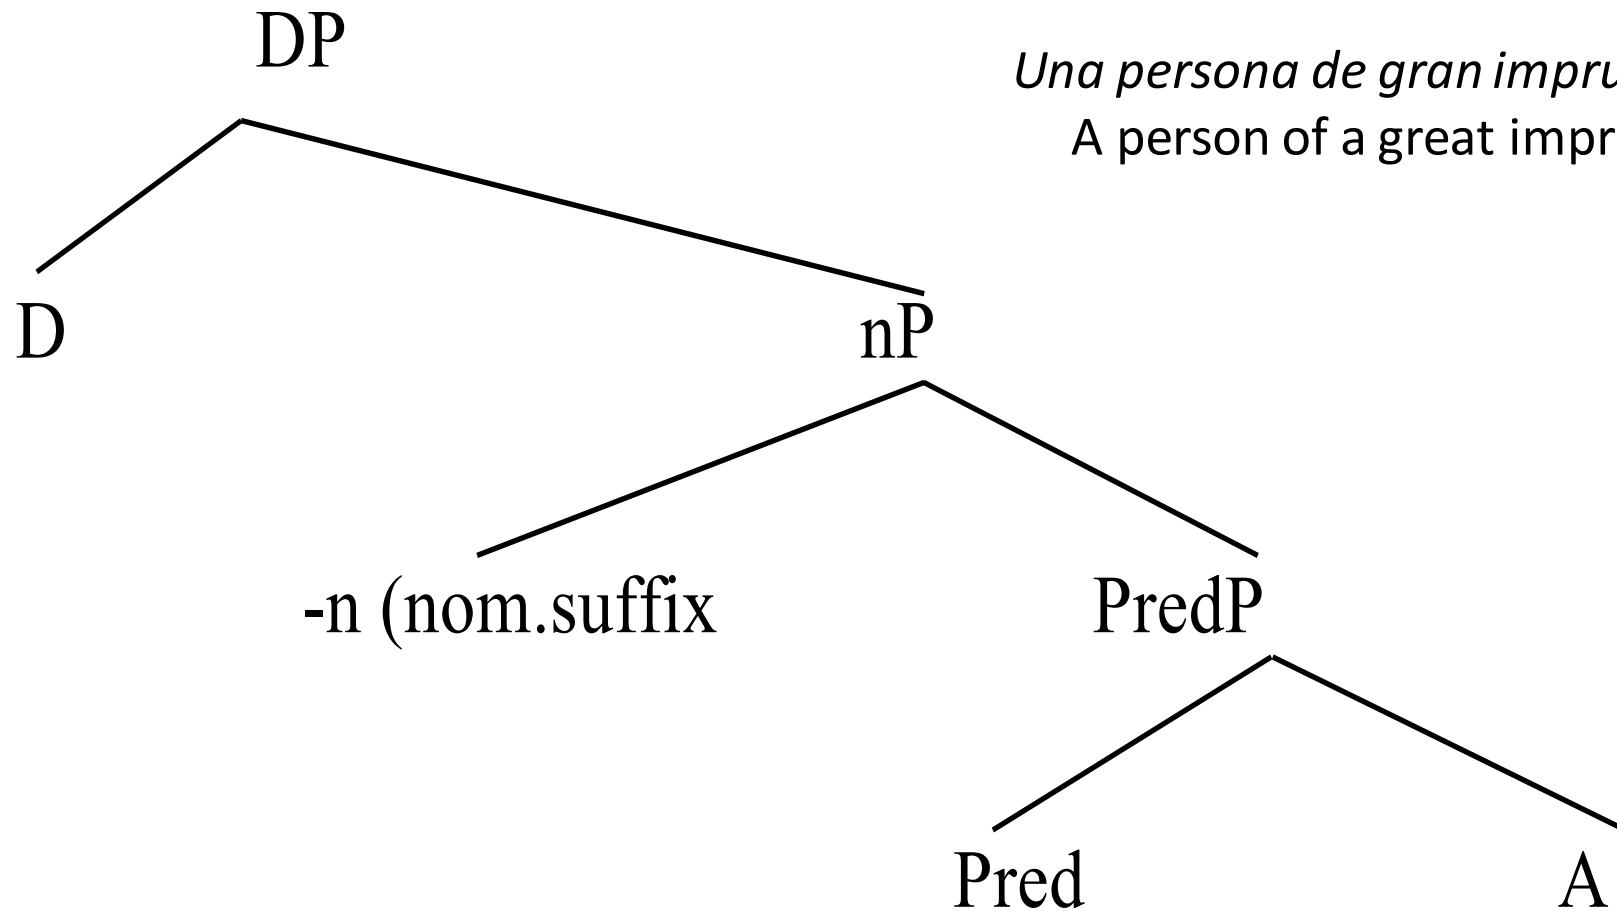 DP
Una persona de gran impru
A person of a great impr
D
nP
-n (nom.suffix
PredP
Pred
A